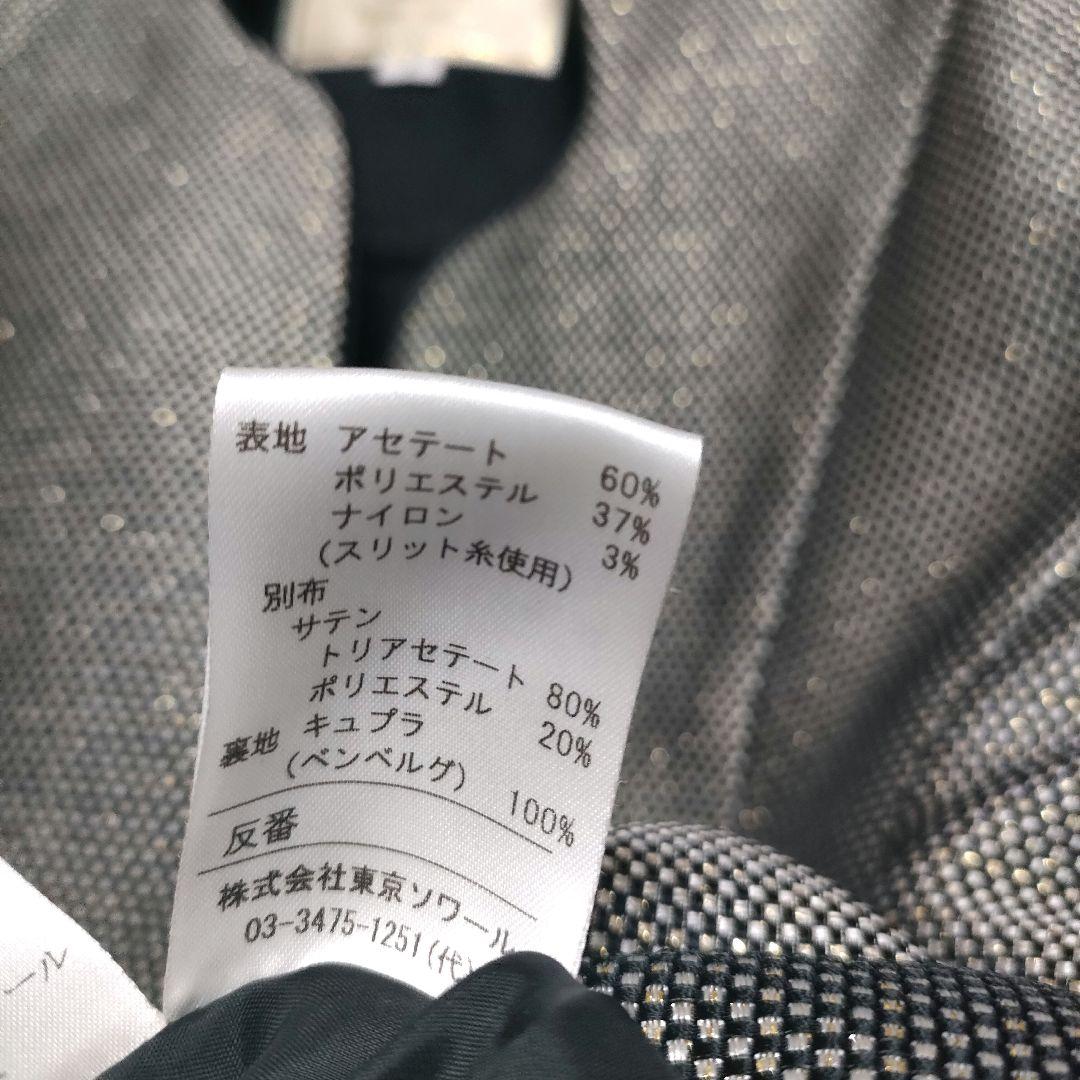 表地 アセテート 60%
ポリエステル 37%
ナイロン 3%
(スリット糸使用)
別布
サテン
トリアセテート 80%
ポリエステル 20%
裏地 キュプラ
(ベンベルグ) 100%
反番
株式会社東京ソワール
03-3475-1251(代)
ール